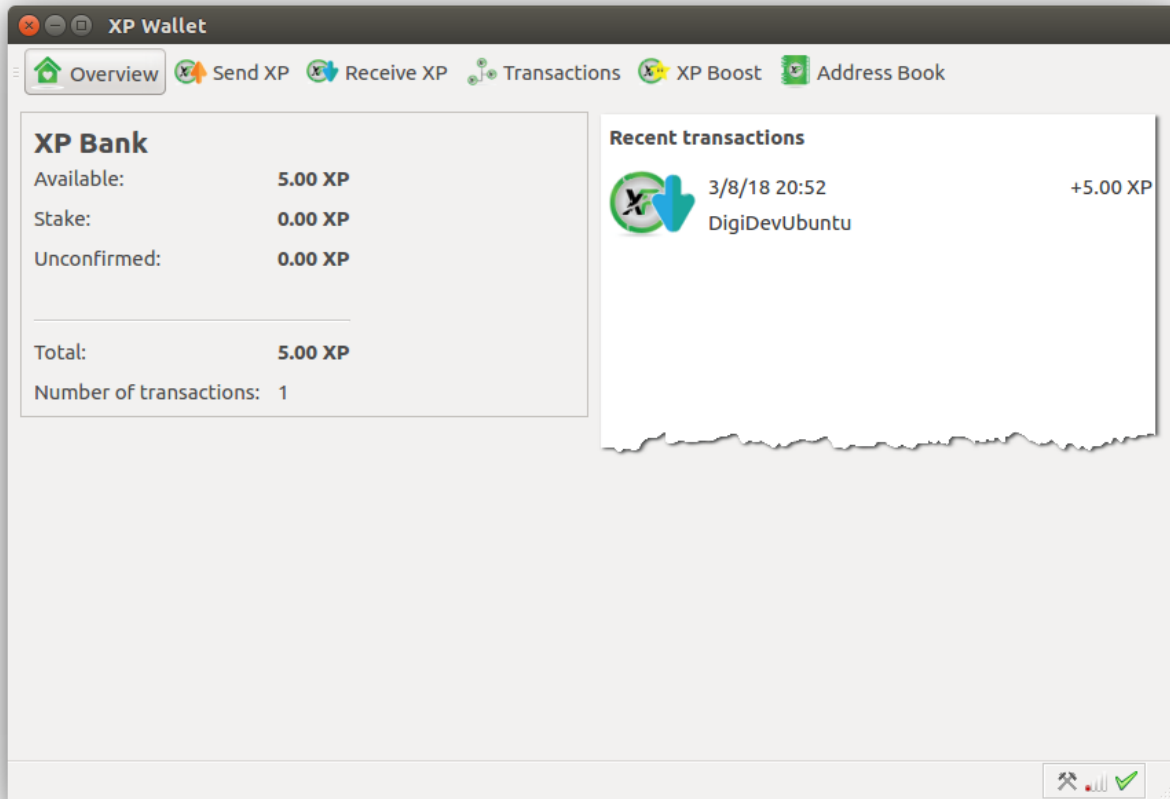 XP Wallet
Overview Send XP Receive XP Transactions XP Boost Address Book
XP Bank
Available: 5.00 XP
Stake: 0.00 XP
Unconfirmed: 0.00 XP
Total: 5.00 XP
Number of transactions: 1
Recent transactions
3/8/18 20:52 +5.00 XP
DigiDevUbuntu